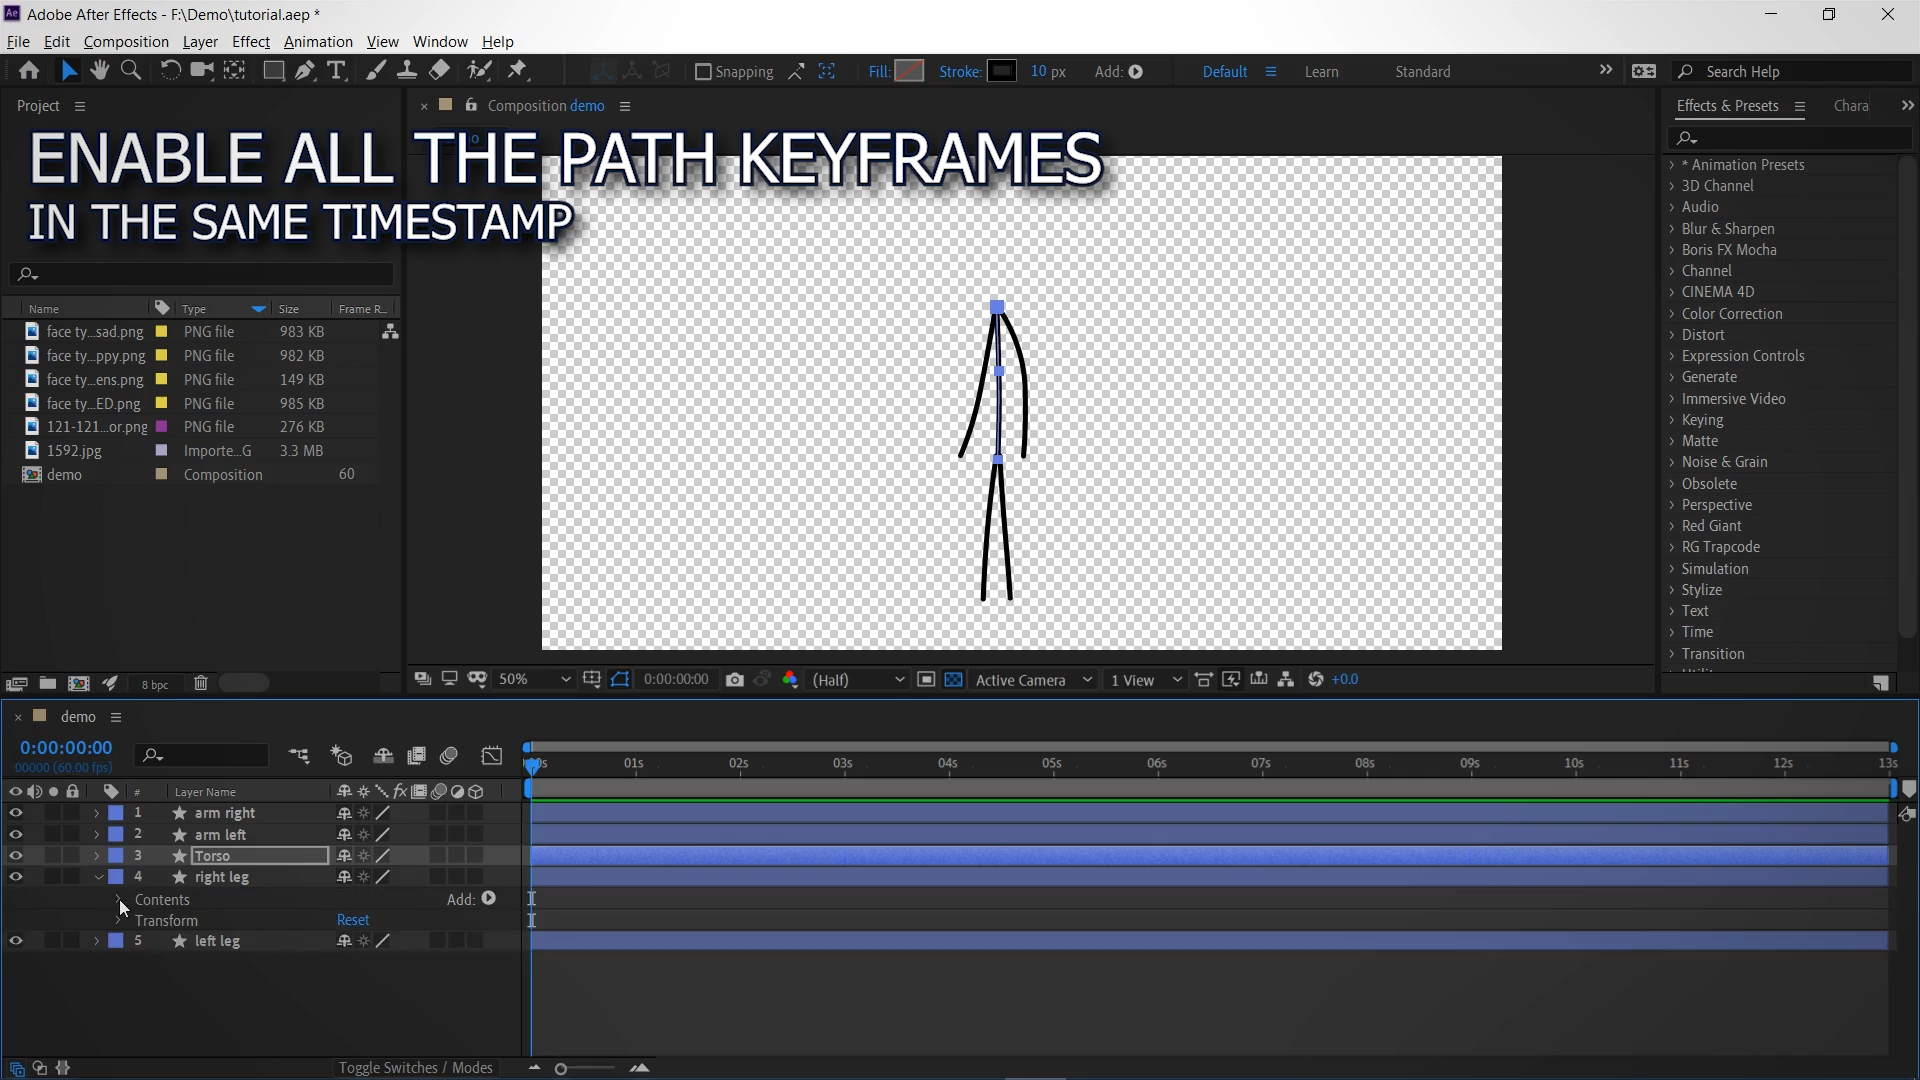 Ae Adobe After Effects - F:\Demo\tutorial.aep *
File Edit Composition Layer Effect Animation View Window Help
Snapping Fill: Stroke: 10 px Add: Default Learn Standard Search Help
Project
Composition demo
Effects & Presets Chara
ENABLE ALL THE PATH KEYFRAMES
IN THE SAME TIMESTAMP
* Animation Presets
3D Channel
Audio
Blur & Sharpen
Boris FX Mocha
Channel
CINEMA 4D
Color Correction
Distort
Expression Controls
Generate
Immersive Video
Keying
Matte
Noise & Grain
Obsolete
Perspective
Red Giant
RG Trapcode
Simulation
Stylize
Text
Time
Transition
Name Type Size Frame R...
face ty...sad.png PNG file 983 KB
face ty...ppy.png PNG file 982 KB
face ty...ens.png PNG file 149 KB
face ty...ED.png PNG file 985 KB
121-121...or.png PNG file 276 KB
1592.jpg Importe...G 3.3 MB
demo Composition 60
8 bpc
50% 0:00:00:00 (Half) Active Camera 1 View +0.0
demo
0:00:00:00
00000 (60.00 fps)
01s 02s 03s 04s 05s 06s 07s 08s 09s 10s 11s 12s 13s
# Layer Name fx
1 arm right
2 arm left
3 Torso
4 right leg
Contents Add:
Transform Reset
5 left leg
Toggle Switches / Modes